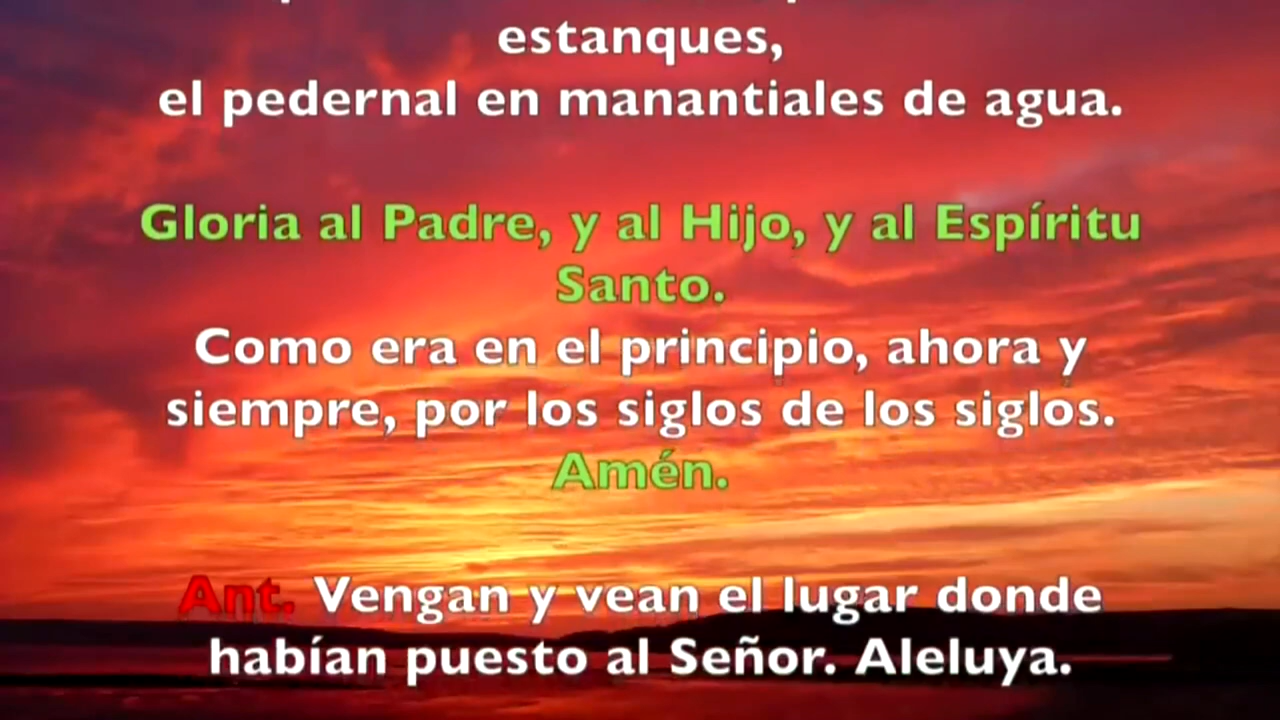 estanques,
el pedernal en manantiales de agua.
Gloria al Padre, y al Hijo, y al Espíritu
Santo.
Como era en el principio, ahora y
siempre, por los siglos de los siglos.
Amén.
Ant. Vengan y vean el lugar donde
habían puesto al Señor. Aleluya.